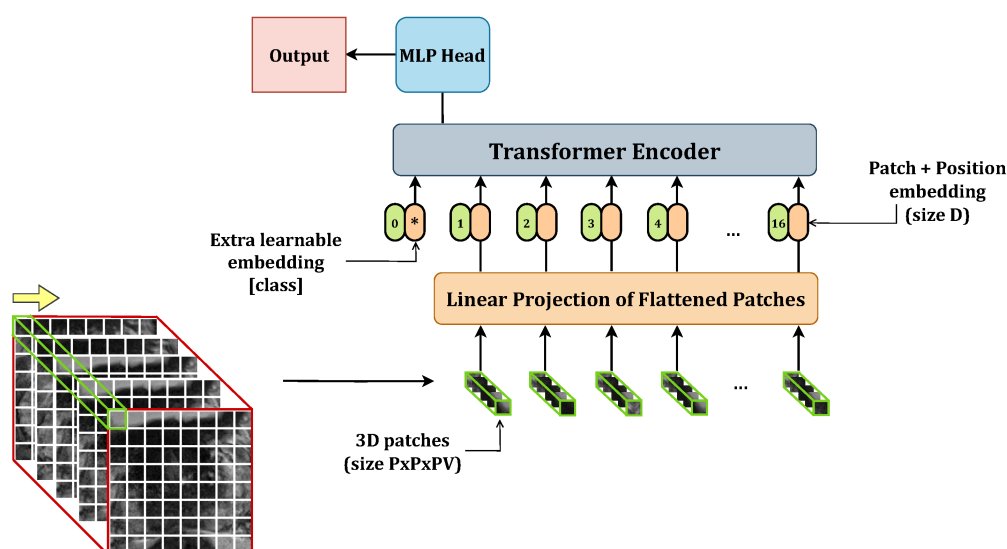 Output
MLP Head
Transformer Encoder
Patch + Position
embedding
(size D)
0 * 1 2 3 4 ... 16
Extra learnable
embedding
[class]
Linear Projection of Flattened Patches
...
3D patches
(size PxPxPV)